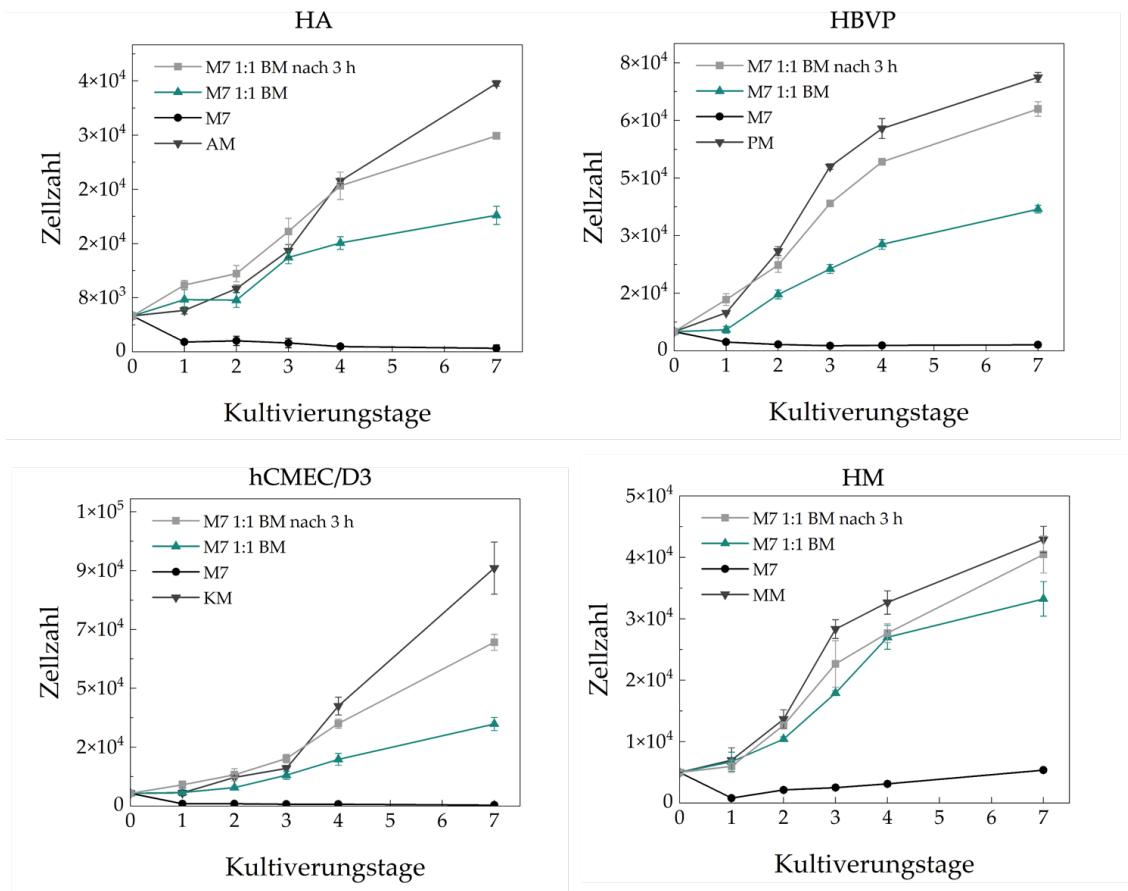 HA
M7 1:1 BM nach 3 h
M7 1:1 BM
M7
AM
Zellzahl
4×10⁴
3×10⁴
2×10⁴
2×10⁴
8×10³
0
0 1 2 3 4 5 6 7
Kultivierungstage
HBVP
M7 1:1 BM nach 3 h
M7 1:1 BM
M7
PM
Zellzahl
8×10⁴
6×10⁴
5×10⁴
3×10⁴
2×10⁴
0
0 1 2 3 4 5 6 7
Kultiverungstage
hCMEC/D3
M7 1:1 BM nach 3 h
M7 1:1 BM
M7
KM
Zellzahl
1×10⁵
9×10⁴
7×10⁴
5×10⁴
2×10⁴
0
0 1 2 3 4 5 6 7
Kultiverungstage
HM
M7 1:1 BM nach 3 h
M7 1:1 BM
M7
MM
Zellzahl
5×10⁴
4×10⁴
3×10⁴
2×10⁴
1×10⁴
0
0 1 2 3 4 5 6 7
Kultiverungstage